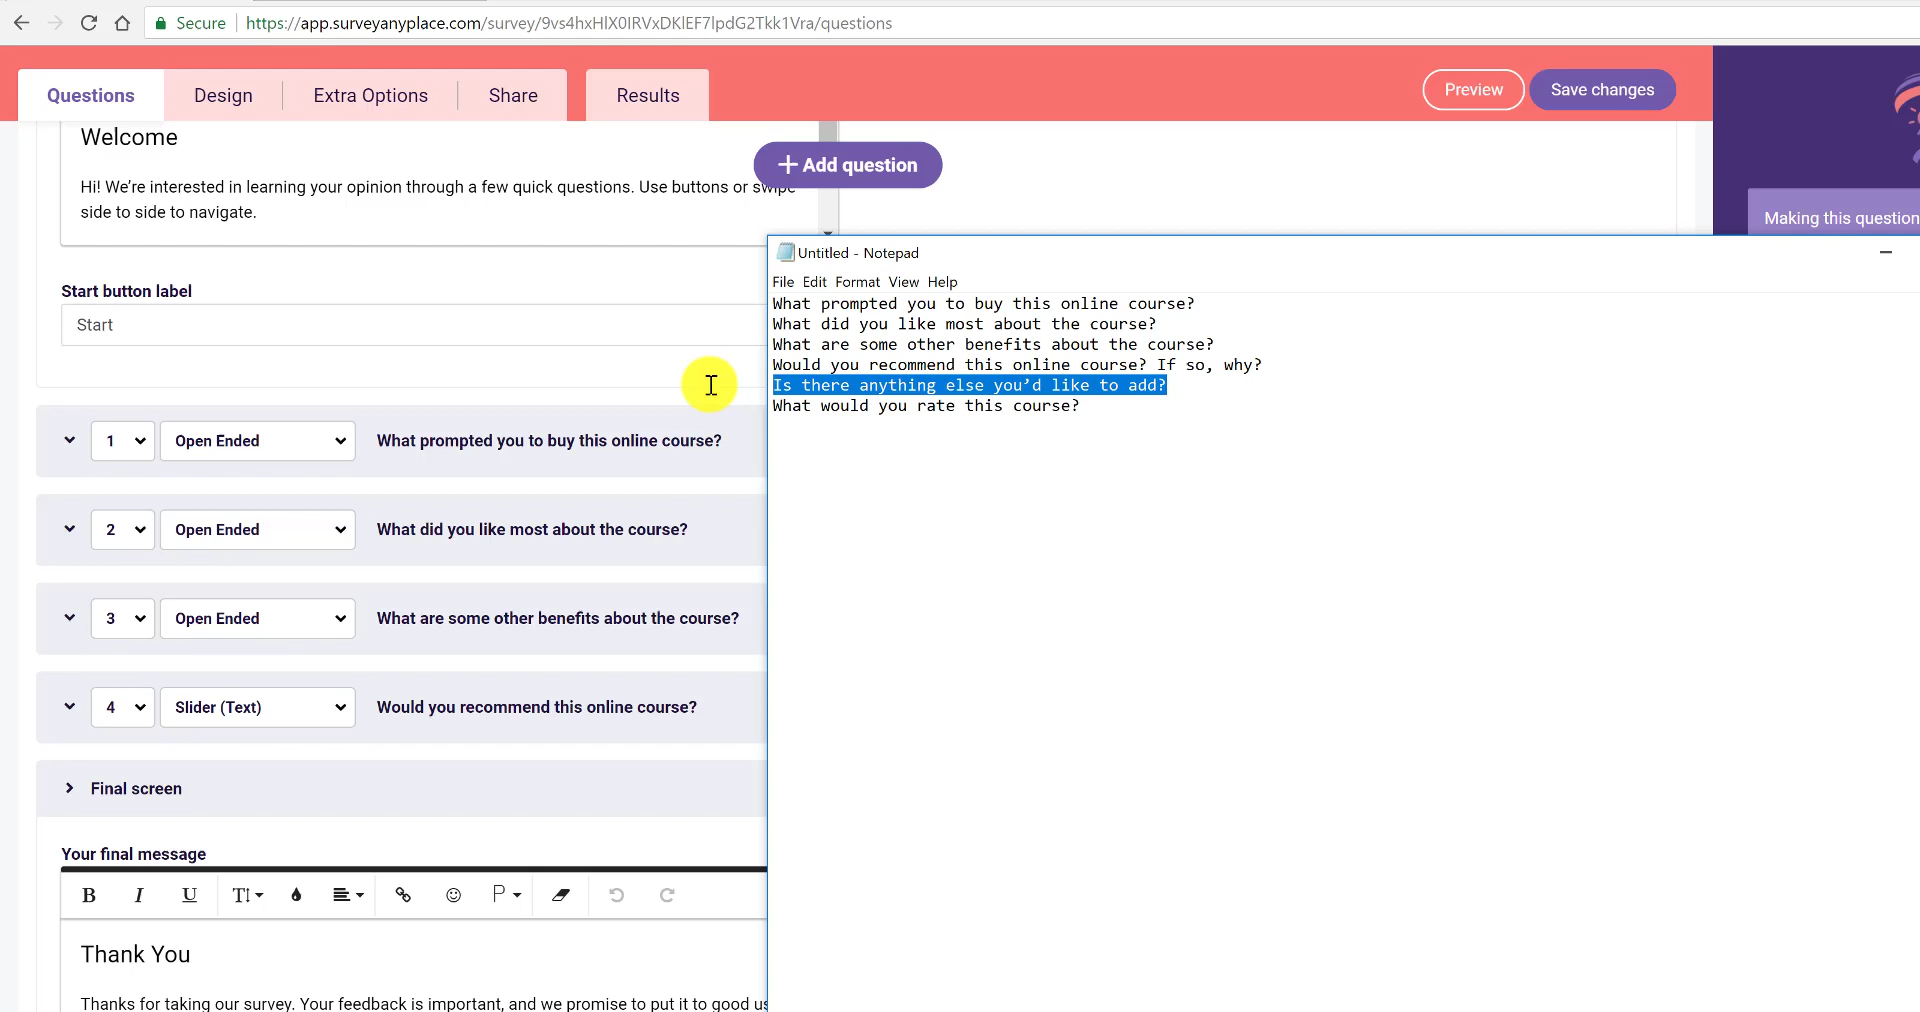 Secure https://app.surveyanyplace.com/survey/9vs4hxHlX0IRVxDKlEF7lpdG2Tkk1Vra/questions
Questions Design Extra Options Share Results Preview Save changes
Welcome
+ Add question
Hi! We’re interested in learning your opinion through a few quick questions. Use buttons or swipe
side to side to navigate.
Making this question
Start button label
Start
Untitled - Notepad
File Edit Format View Help
What prompted you to buy this online course?
What did you like most about the course?
What are some other benefits about the course?
Would you recommend this online course? If so, why?
Is there anything else you’d like to add?
What would you rate this course?
1 Open Ended What prompted you to buy this online course?
2 Open Ended What did you like most about the course?
3 Open Ended What are some other benefits about the course?
4 Slider (Text) Would you recommend this online course?
Final screen
Your final message
B I U T P
Thank You
Thanks for taking our survey. Your feedback is important, and we promise to put it to good us